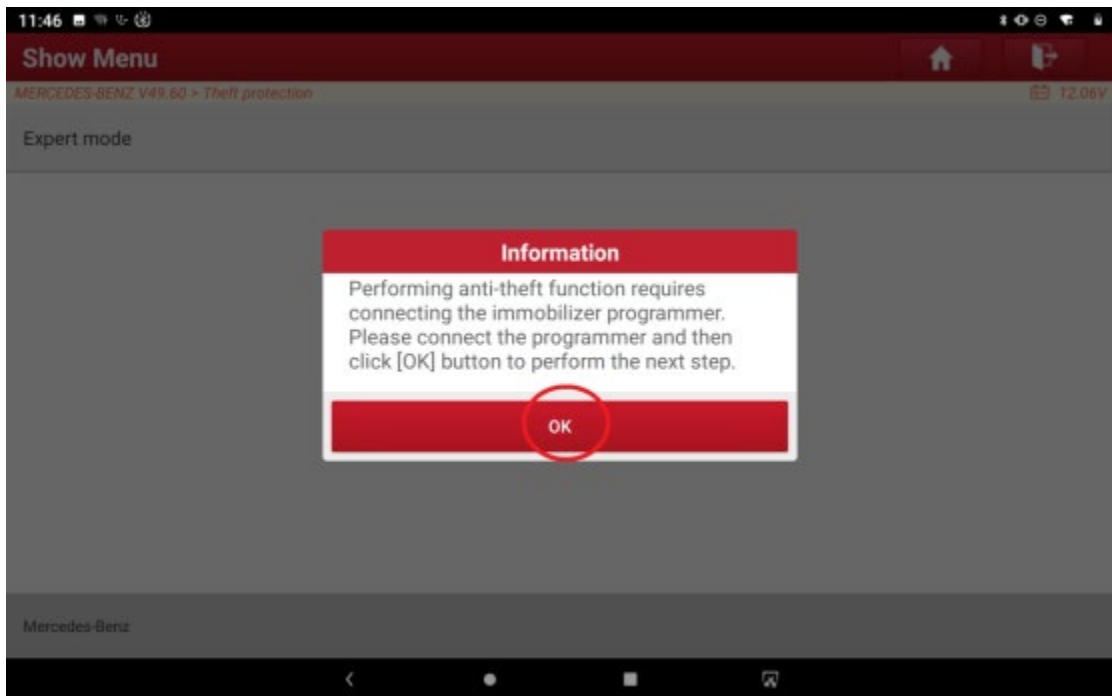 11:46
Show Menu
MERCEDES-BENZ V49.60 > Theft protection
12.06V
Expert mode
Information
Performing anti-theft function requires
connecting the immobilizer programmer.
Please connect the programmer and then
click [OK] button to perform the next step.
OK
Mercedes-Benz